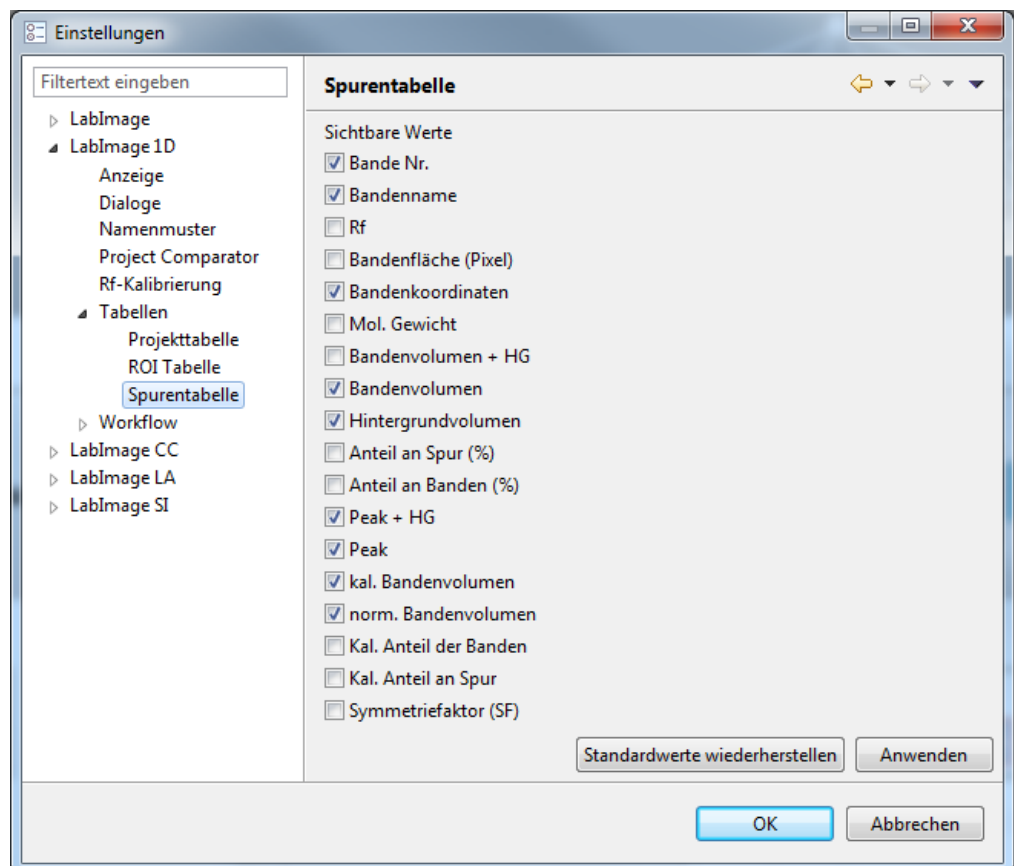 Einstellungen
Filtertext eingeben
LabImage
LabImage 1D
Anzeige
Dialoge
Namenmuster
Project Comparator
Rf-Kalibrierung
Tabellen
Projekttabelle
ROI Tabelle
Spurentabelle
Workflow
LabImage CC
LabImage LA
LabImage SI
Spurentabelle
Sichtbare Werte
Bande Nr.
Bandenname
Rf
Bandenfläche (Pixel)
Bandenkoordinaten
Mol. Gewicht
Bandenvolumen + HG
Bandenvolumen
Hintergrundvolumen
Anteil an Spur (%)
Anteil an Banden (%)
Peak + HG
Peak
kal. Bandenvolumen
norm. Bandenvolumen
Kal. Anteil der Banden
Kal. Anteil an Spur
Symmetriefaktor (SF)
Standardwerte wiederherstellen Anwenden
OK Abbrechen